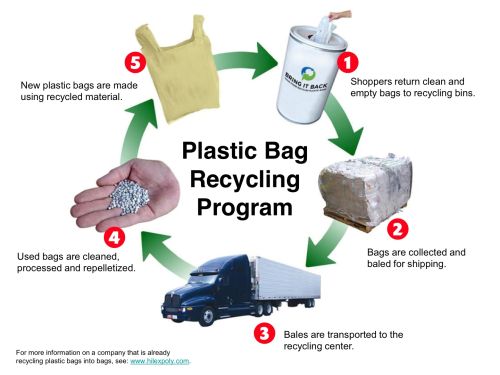 5
New plastic bags are made
using recycled material.
BRING IT BACK
1
Shoppers return clean and
empty bags to recycling bins.
Plastic Bag
Recycling
Program
2
Bags are collected and
baled for shipping.
4
Used bags are cleaned,
processed and repelletized.
3
Bales are transported to the
recycling center.
For more information on a company that is already
recycling plastic bags into bags, see: www.hilexpoly.com.